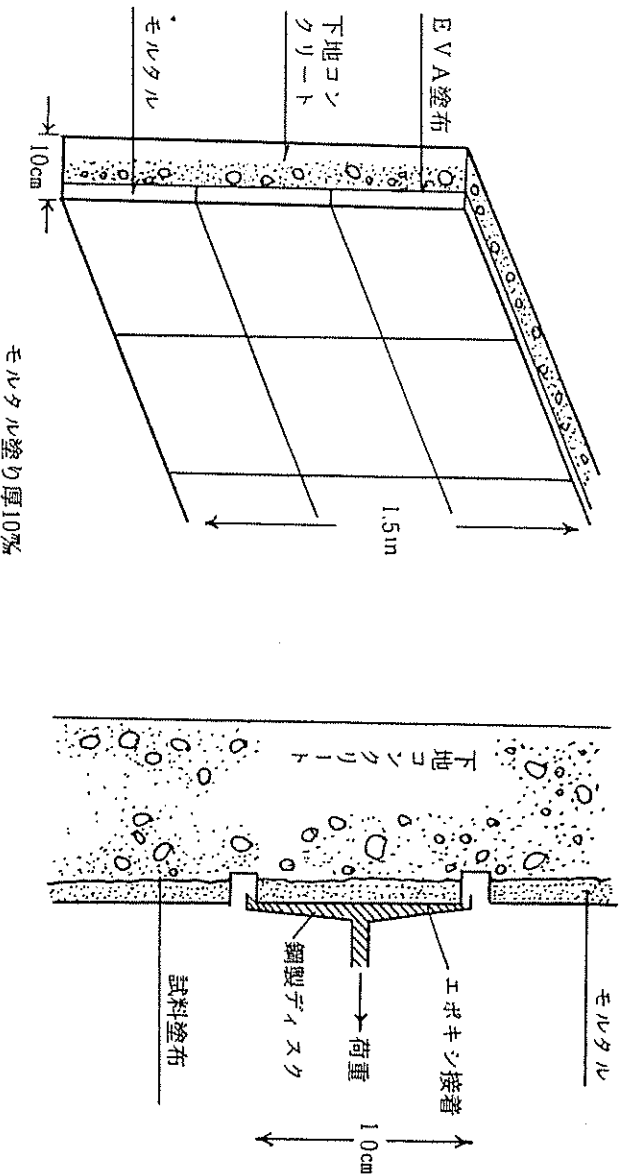 EVA塗布
下地コン
クリート
モルタル
10cm
1.5m
モルタル塗り厚10m/m
下地コンクリート
モルタル
エポキシ接着
荷重
鋼製ディスク
試料塗布
10cm